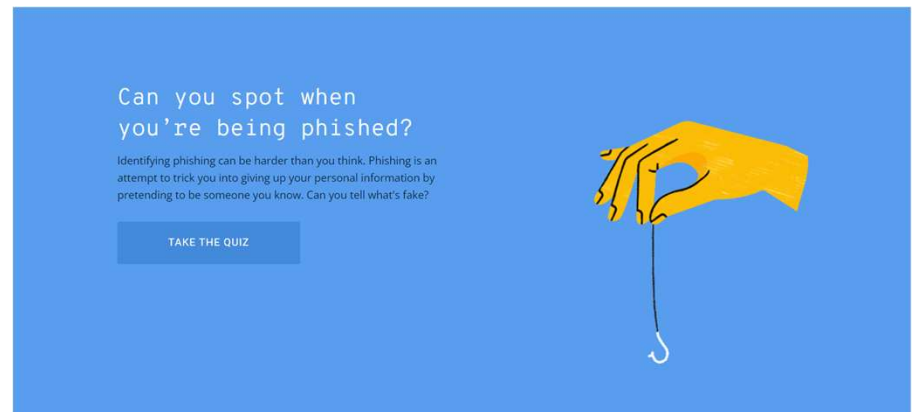 Can you spot when
you’re being phished?
Identifying phishing can be harder than you think. Phishing is an
attempt to trick you into giving up your personal information by
pretending to be someone you know. Can you tell what's fake?
TAKE THE QUIZ